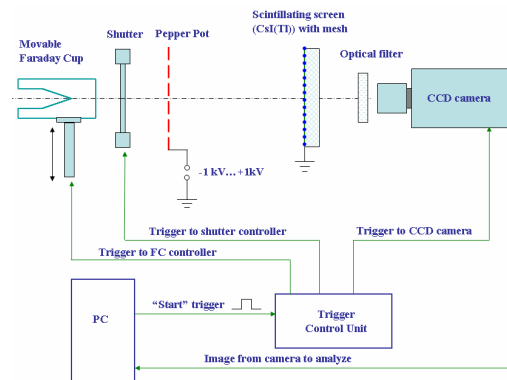 Scintillating screen
(CsI(Tl)) with mesh
Movable
Faraday Cup
Shutter
Pepper Pot
Optical filter
CCD camera
-1 kV… +1kV
Trigger to shutter controller
Trigger to CCD camera
Trigger to FC controller
PC
“Start” trigger
Trigger
Control Unit
Image from camera to analyze